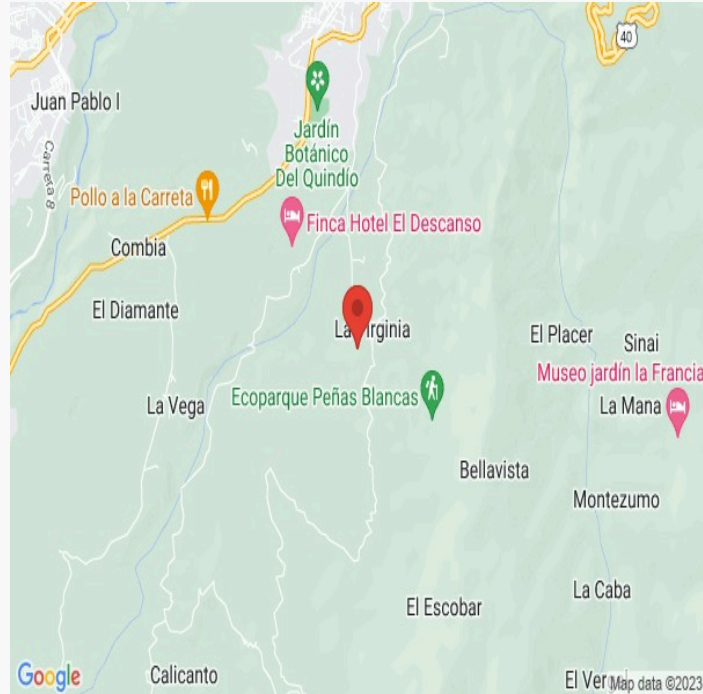 40
Juan Pablo I
Jardín
Botánico
Del Quindío
Carrera 8
Pollo a la Carreta
Finca Hotel El Descanso
Combia
El Diamante
La Virginia
El Placer
Sinai
Museo jardín la Francia
Ecoparque Peñas Blancas
La Vega
La Mana
Bellavista
Montezumo
La Caba
El Escobar
Calicanto
Google
El
Map data ©2023